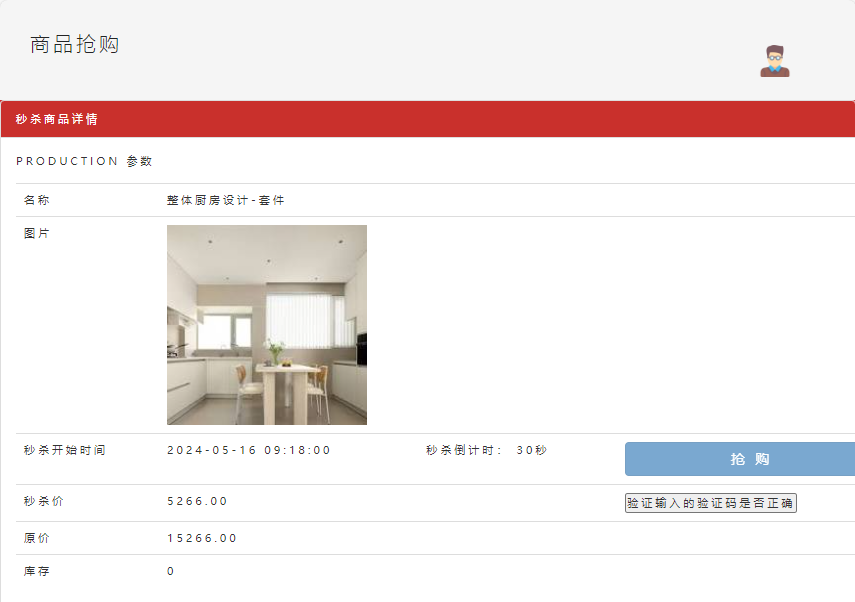 商品抢购
秒杀商品详情
PRODUCTION 参数
名称 整体厨房设计-套件
图片
秒杀开始时间 2024-05-16 09:18:00 秒杀倒计时： 30秒 抢 购
秒杀价 5266.00 验证输入的验证码是否正确
原价 15266.00
库存 0